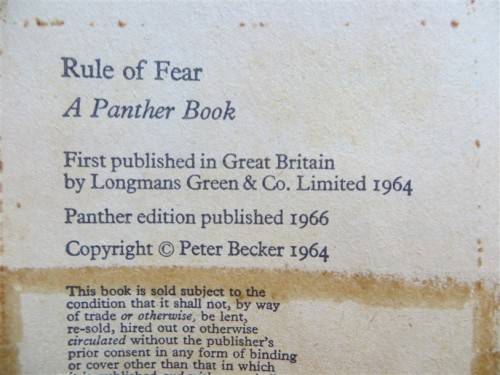 Rule of Fear
A Panther Book
First published in Great Britain
by Longmans Green & Co. Limited 1964
Panther edition published 1966
Copyright © Peter Becker 1964
This book is sold subject to the
condition that it shall not, by way
of trade or otherwise, be lent,
re-sold, hired out or otherwise
circulated without the publisher's
prior consent in any form of binding
or cover other than that in which
it is published